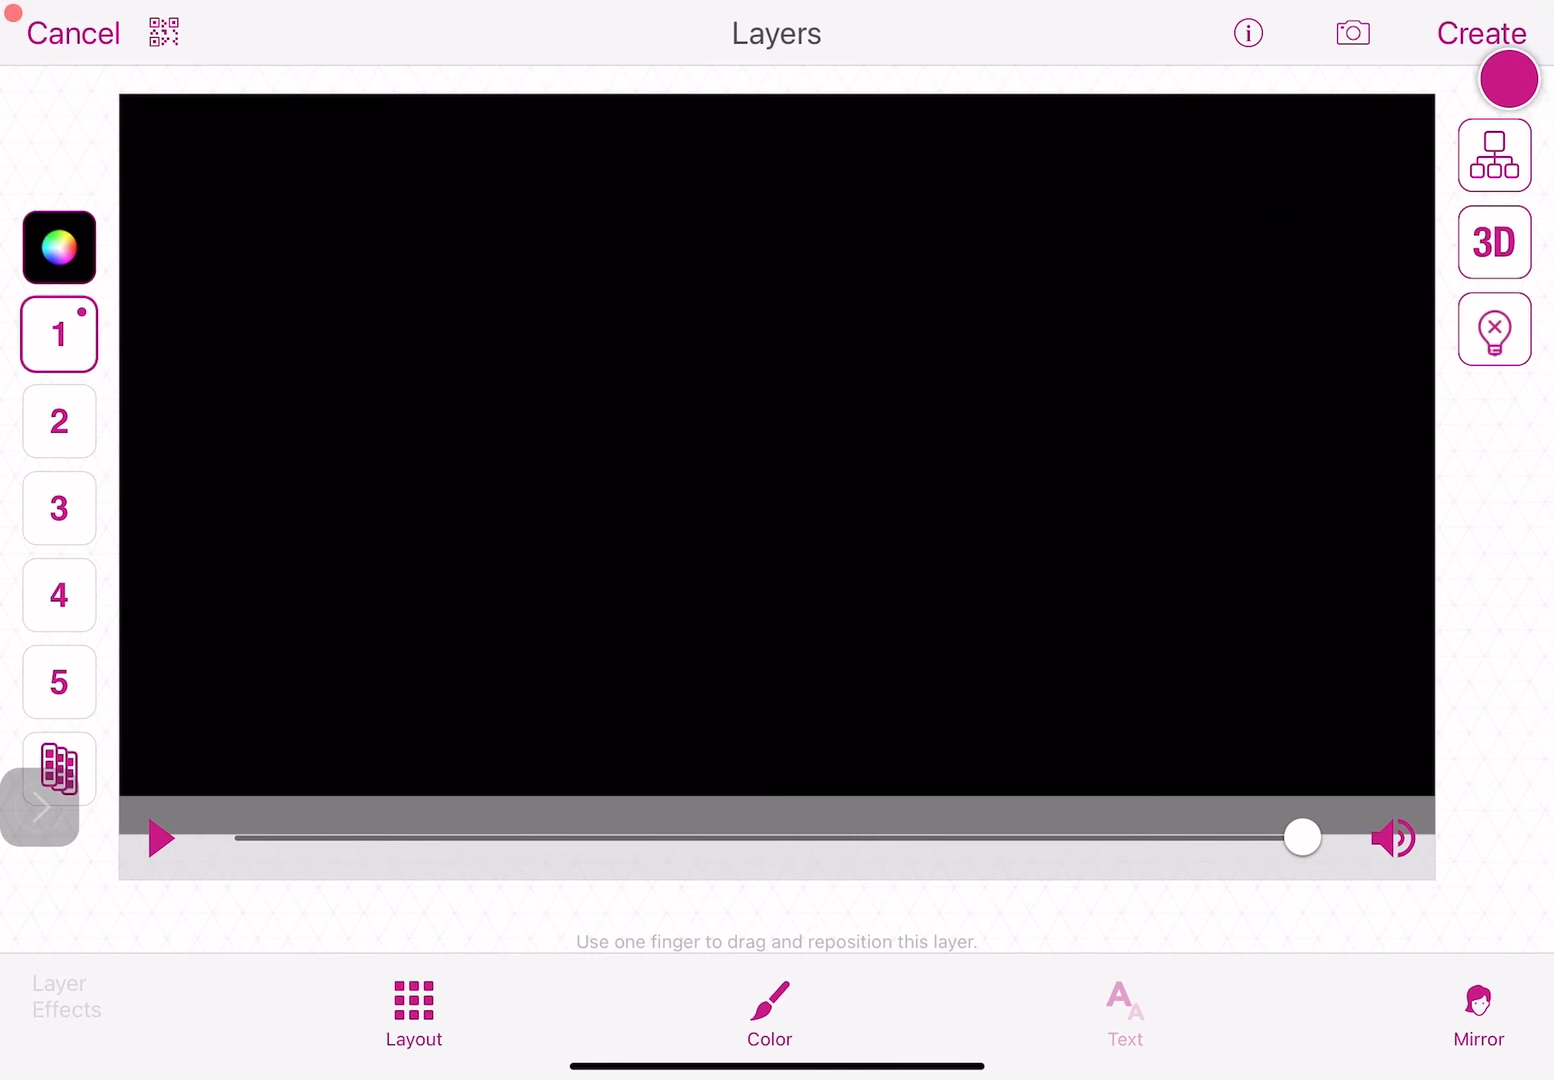 Cancel
Layers
Create
3D
1
2
3
4
5
Use one finger to drag and reposition this layer.
Layer
Effects
Layout
Color
A A
Text
Mirror